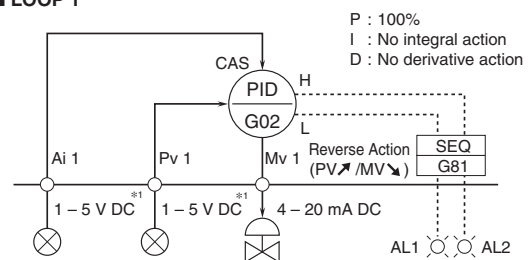 LOOP 1
P : 100%
I : No integral action
D : No derivative action
CAS
PID
H
G02
L
Ai 1
Pv 1
Mv 1
Reverse Action
(PV↗/MV↘)
SEQ
G81
1 – 5 V DC*1
1 – 5 V DC*1
4 – 20 mA DC
AL1
AL2